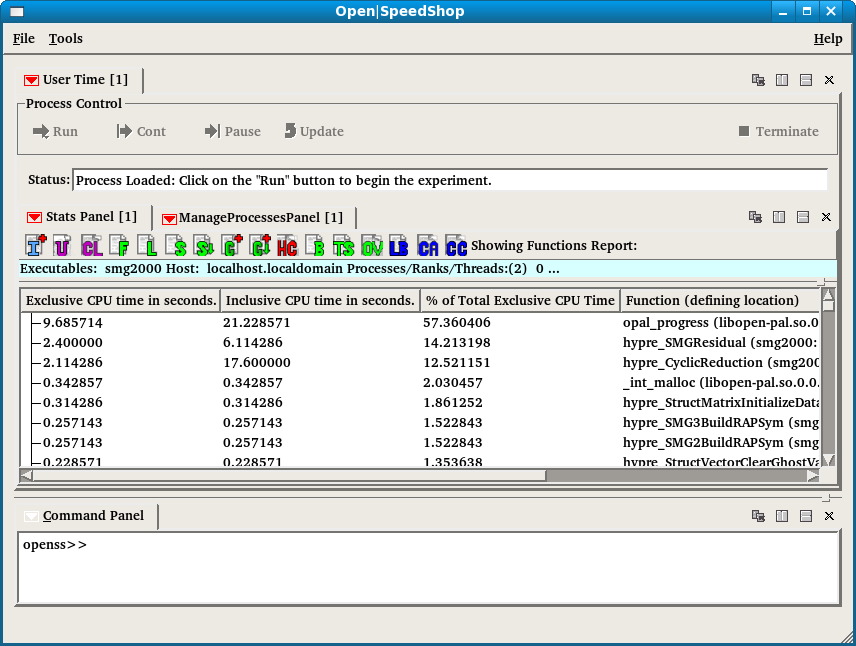 Open|SpeedShop
File Tools Help
User Time [1]
Process Control
Run Cont Pause Update Terminate
Status: Process Loaded: Click on the "Run" button to begin the experiment.
Stats Panel [1] ManageProcessesPanel [1]
I U CL F L S S G G HC B TS OV LB CA CC Showing Functions Report:
Executables: smg2000 Host: localhost.localdomain Processes/Ranks/Threads:(2) 0 ...
Exclusive CPU time in seconds. Inclusive CPU time in seconds. % of Total Exclusive CPU Time Function (defining location)
9.685714 21.228571 57.360406 opal_progress (libopen-pal.so.0
2.400000 6.114286 14.213198 hypre_SMGResidual (smg2000:
2.114286 17.600000 12.521151 hypre_CyclicReduction (smg200
0.342857 0.342857 2.030457 _int_malloc (libopen-pal.so.0.0.
0.314286 0.314286 1.861252 hypre_StructMatrixInitializeData
0.257143 0.257143 1.522843 hypre_SMG3BuildRAPSym (smg
0.257143 0.257143 1.522843 hypre_SMG2BuildRAPSym (smg
0.228571 0.228571 1.353638 hypre_StructVectorClearGhostVa
Command Panel
openss>>